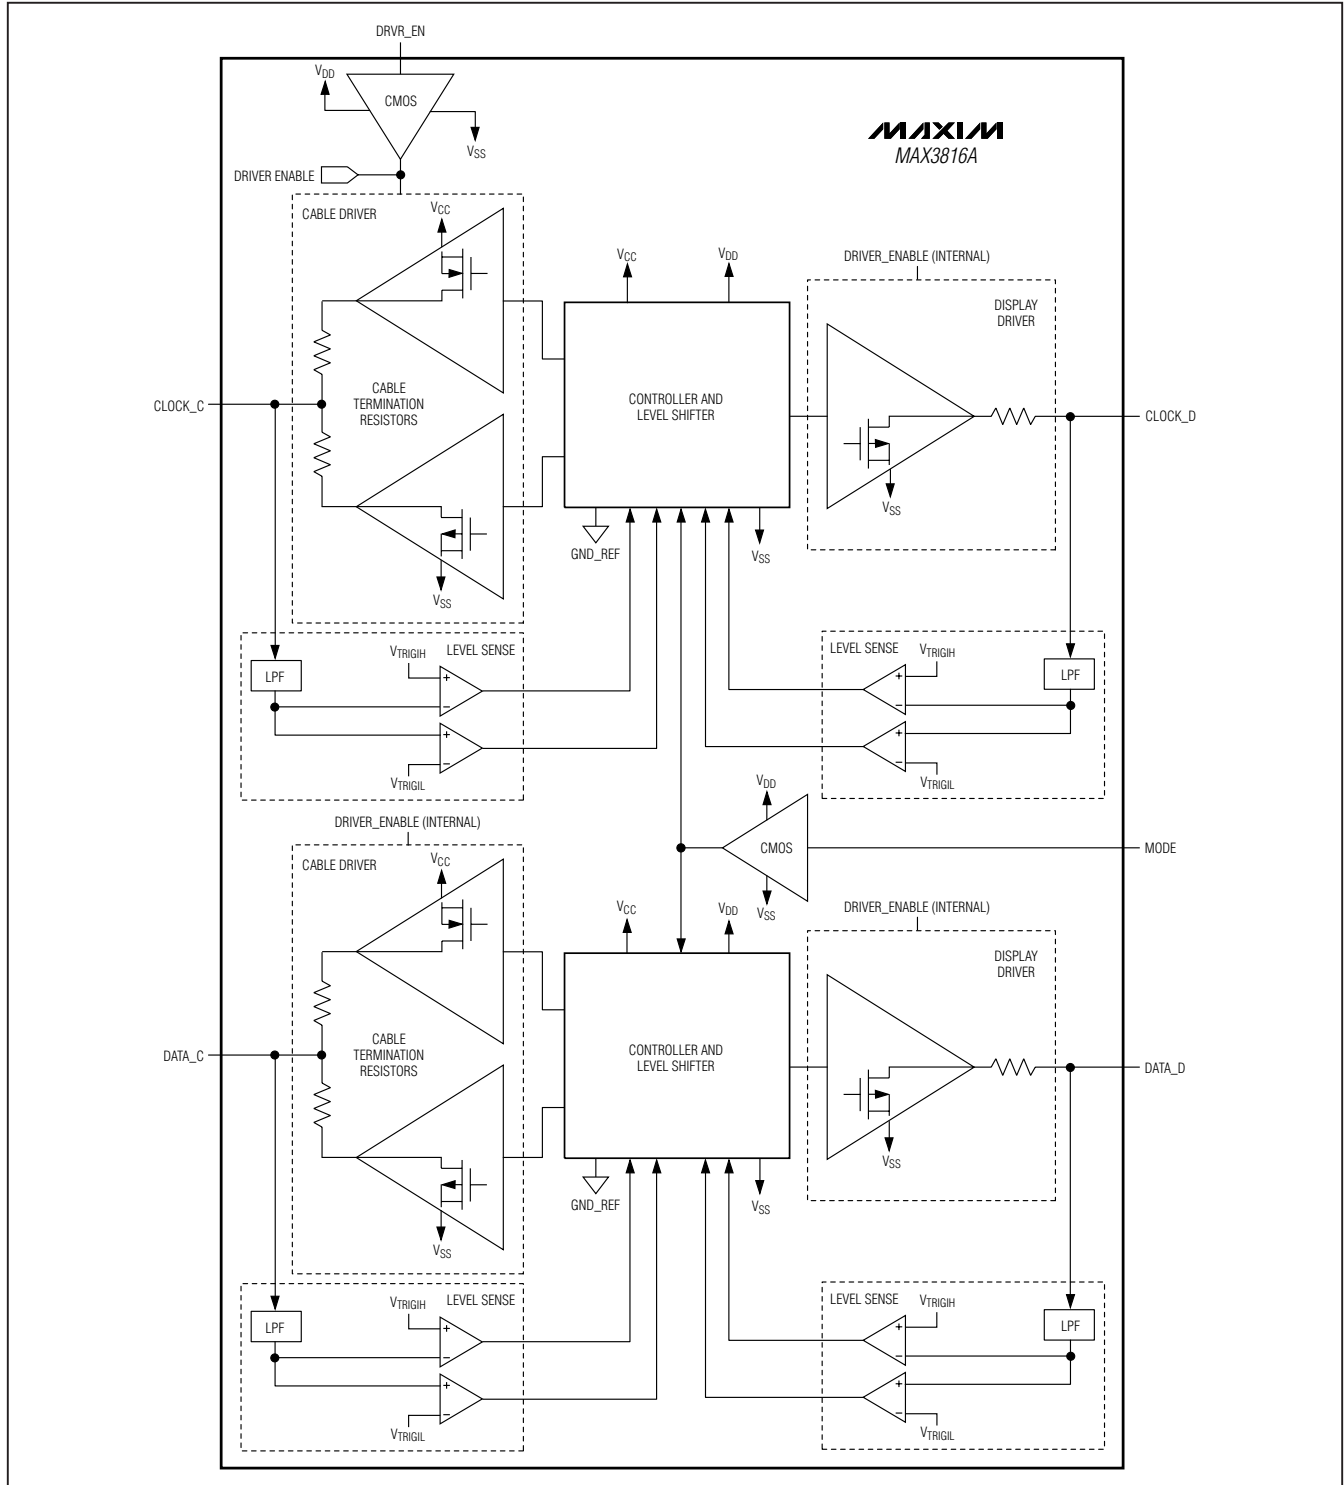 DRVR_EN
VDD
CMOS
VSS
MAXIM
MAX3816A
DRIVER ENABLE
CABLE DRIVER
VCC
VCC
VDD
DRIVER_ENABLE (INTERNAL)
DISPLAY
DRIVER
CLOCK_C
CABLE
TERMINATION
RESISTORS
CONTROLLER AND
LEVEL SHIFTER
CLOCK_D
VSS
GND_REF
VSS
VSS
LEVEL SENSE
VTRIGIH
LPF
+
−
+
−
VTRIGIL
LEVEL SENSE
VTRIGIH
LPF
+
−
+
−
VTRIGIL
VDD
CMOS
MODE
VSS
DRIVER_ENABLE (INTERNAL)
CABLE DRIVER
VCC
VCC
VDD
DRIVER_ENABLE (INTERNAL)
DISPLAY
DRIVER
DATA_C
CABLE
TERMINATION
RESISTORS
CONTROLLER AND
LEVEL SHIFTER
DATA_D
VSS
GND_REF
VSS
VSS
LEVEL SENSE
VTRIGIH
LPF
+
−
+
−
VTRIGIL
LEVEL SENSE
VTRIGIH
LPF
+
−
+
−
VTRIGIL